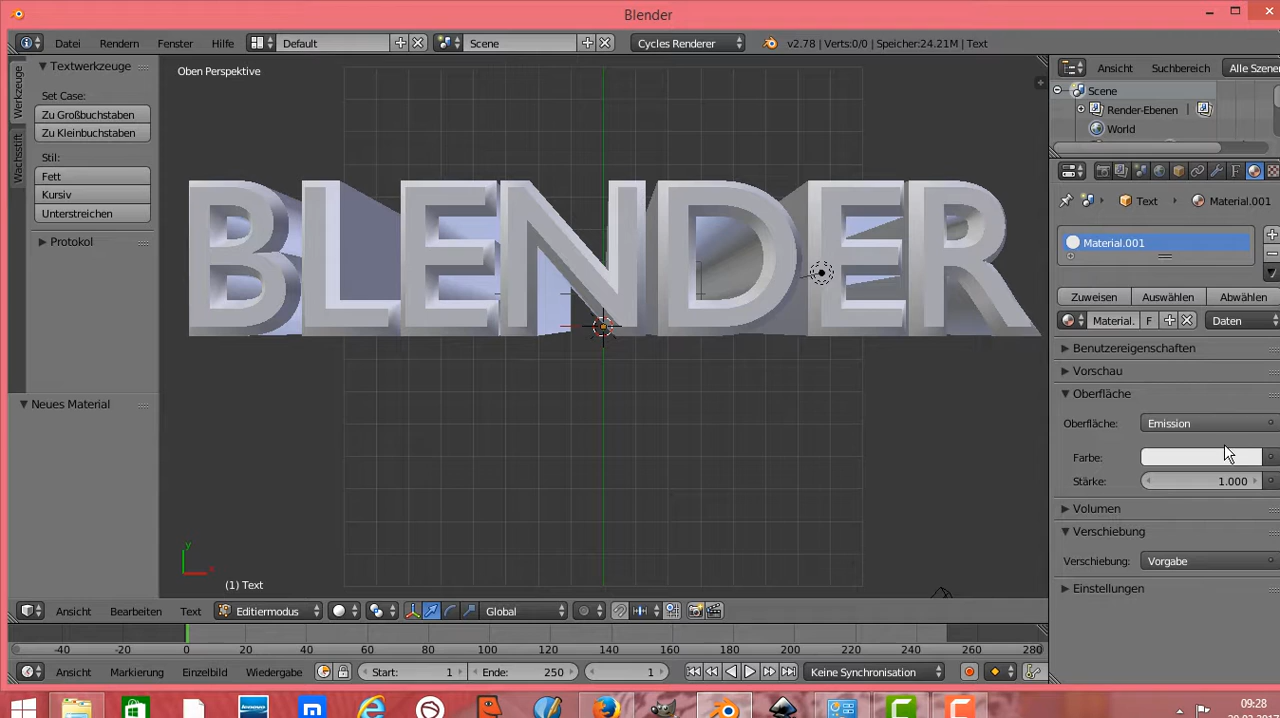 Blender
Datei Rendern Fenster Hilfe Default Scene Cycles Renderer v2.78 | Verts:0/0 | Speicher:24.21M | Text
Ansicht Suchbereich Alle Szenen
Werkzeuge
Wachsstift
Textwerkzeuge
Set Case:
Zu Großbuchstaben
Zu Kleinbuchstaben
Stil:
Fett
Kursiv
Unterstreichen
Protokol
Neues Material
Oben Perspektive
BLENDER
y
(1) Text
Scene
Render-Ebenen
World
Text Material.001
Material.001
Zuweisen Auswählen Abwählen
Material. F Daten
Benutzereigenschaften
Vorschau
Oberfläche
Oberfläche: Emission
Farbe:
Stärke: 1.000
Volumen
Verschiebung
Verschiebung: Vorgabe
Einstellungen
Ansicht Bearbeiten Text Editiermodus Global
-40 -20 0 20 40 60 80 100 120 140 160 180 200 220 240 260 280
Ansicht Markierung Einzelbild Wiedergabe Start: 1 Ende: 250 1 Keine Synchronisation
09:28